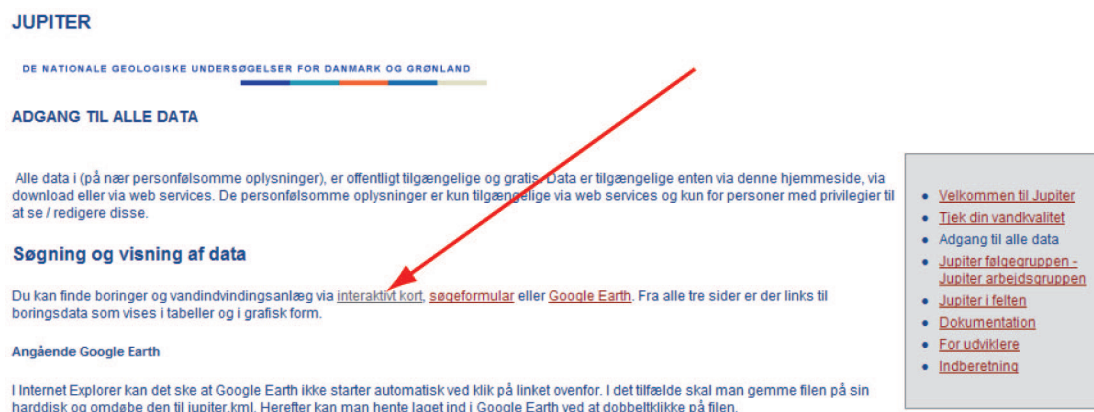 JUPITER
DE NATIONALE GEOLOGISKE UNDERSØGELSER FOR DANMARK OG GRØNLAND
ADGANG TIL ALLE DATA
Alle data i (på nær personfølsomme oplysninger), er offentligt tilgængelige og gratis. Data er tilgængelige enten via denne hjemmeside, via
download eller via web services. De personfølsomme oplysninger er kun tilgængelige via web services og kun for personer med privilegier til
at se / redigere disse.
Søgning og visning af data
Du kan finde boringer og vandindvindingsanlæg via interaktivt kort, søgeformular eller Google Earth. Fra alle tre sider er der links til
boringsdata som vises i tabeller og i grafisk form.
Angående Google Earth
I Internet Explorer kan det ske at Google Earth ikke starter automatisk ved klik på linket ovenfor. I det tilfælde skal man gemme filen på sin
harddisk og omdøbe den til jupiter.kml. Herefter kan man hente laget ind i Google Earth ved at dobbeltklikke på filen.
• Velkommen til Jupiter
• Tjek din vandkvalitet
• Adgang til alle data
• Jupiter følgegruppen -
Jupiter arbejdsgruppen
• Jupiter i felten
• Dokumentation
• For udviklere
• Indberetning